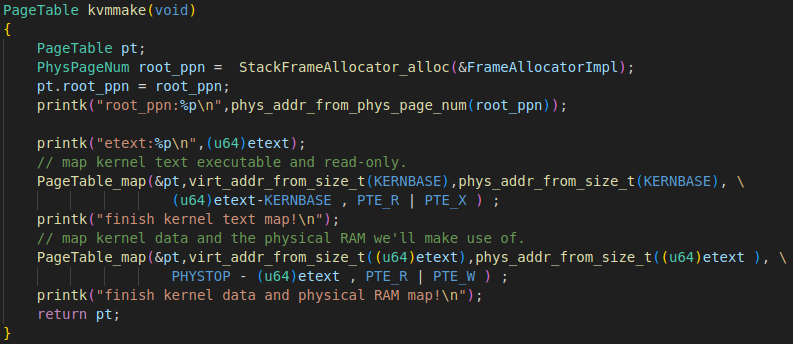 PageTable kvmmake(void)
{
    PageTable pt;
    PhysPageNum root_ppn =  StackFrameAllocator_alloc(&FrameAllocatorImpl);
    pt.root_ppn = root_ppn;
    printk("root_ppn:%p\n",phys_addr_from_phys_page_num(root_ppn));

    printk("etext:%p\n",(u64)etext);
    // map kernel text executable and read-only.
    PageTable_map(&pt,virt_addr_from_size_t(KERNBASE),phys_addr_from_size_t(KERNBASE), \
                    (u64)etext-KERNBASE , PTE_R | PTE_X ) ;
    printk("finish kernel text map!\n");
    // map kernel data and the physical RAM we'll make use of.
    PageTable_map(&pt,virt_addr_from_size_t((u64)etext),phys_addr_from_size_t((u64)etext ), \
                    PHYSTOP - (u64)etext , PTE_R | PTE_W ) ;
    printk("finish kernel data and physical RAM map!\n");
    return pt;
}